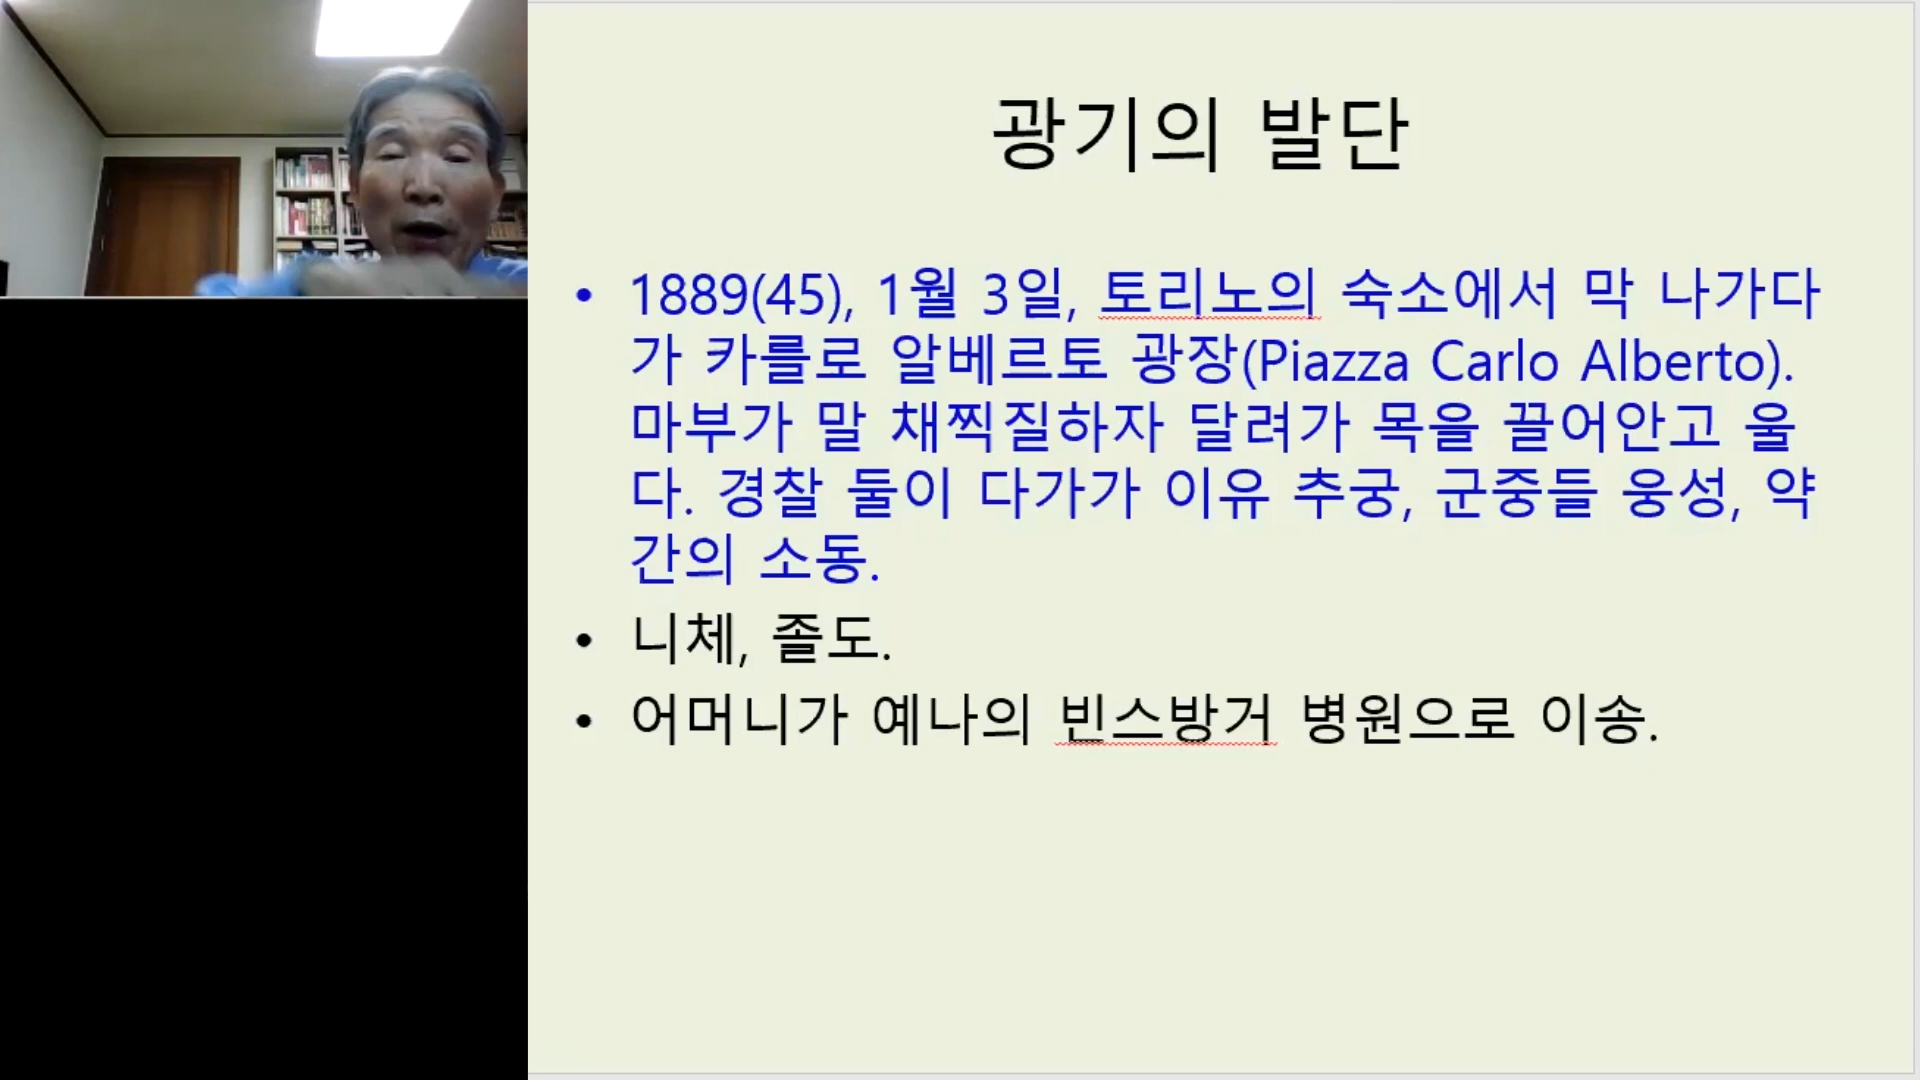 광기의 발단
• 1889(45), 1월 3일, 토리노의 숙소에서 막 나가다
가 카를로 알베르토 광장(Piazza Carlo Alberto).
마부가 말 채찍질하자 달려가 목을 끌어안고 울
다. 경찰 둘이 다가가 이유 추궁, 군중들 웅성, 약
간의 소동.
• 니체, 졸도.
• 어머니가 예나의 빈스방거 병원으로 이송.